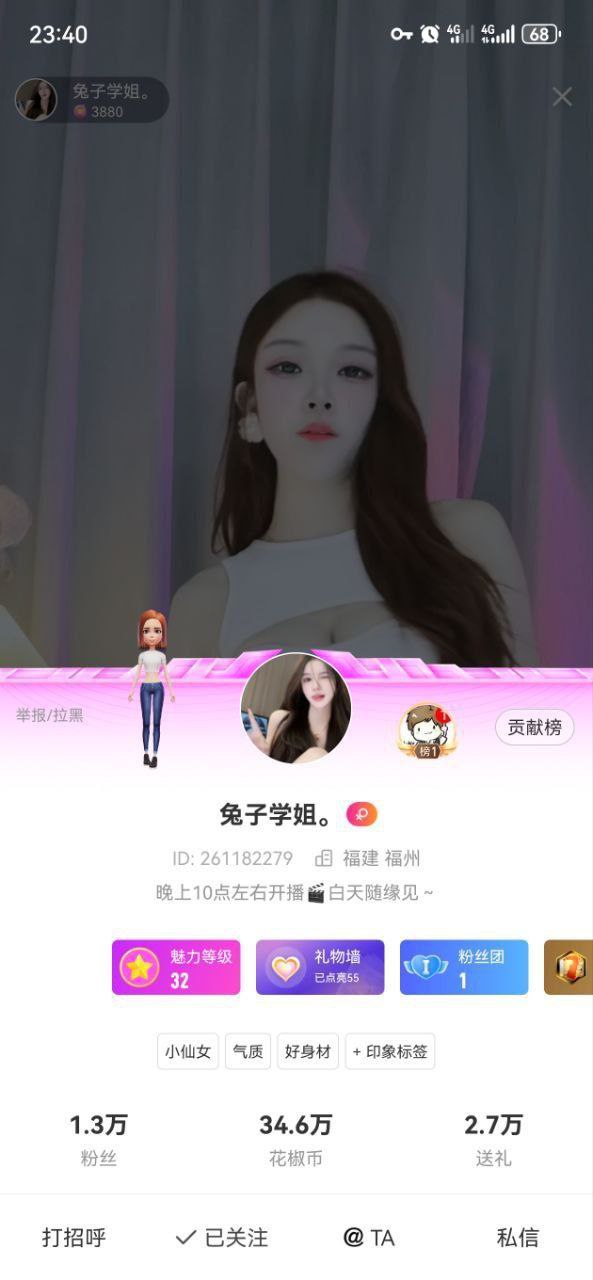 23:40
4G
4G
68
兔子学姐。
3880
举报/拉黑
1
榜1
贡献榜
兔子学姐。
ID: 261182279 福建 福州
晚上10点左右开播🎬白天随缘见 ~
魅力等级
32
礼物墙
已点亮55
I
粉丝团
1
7
小仙女 气质 好身材 + 印象标签
1.3万 34.6万 2.7万
粉丝 花椒币 送礼
打招呼 已关注 @ TA 私信